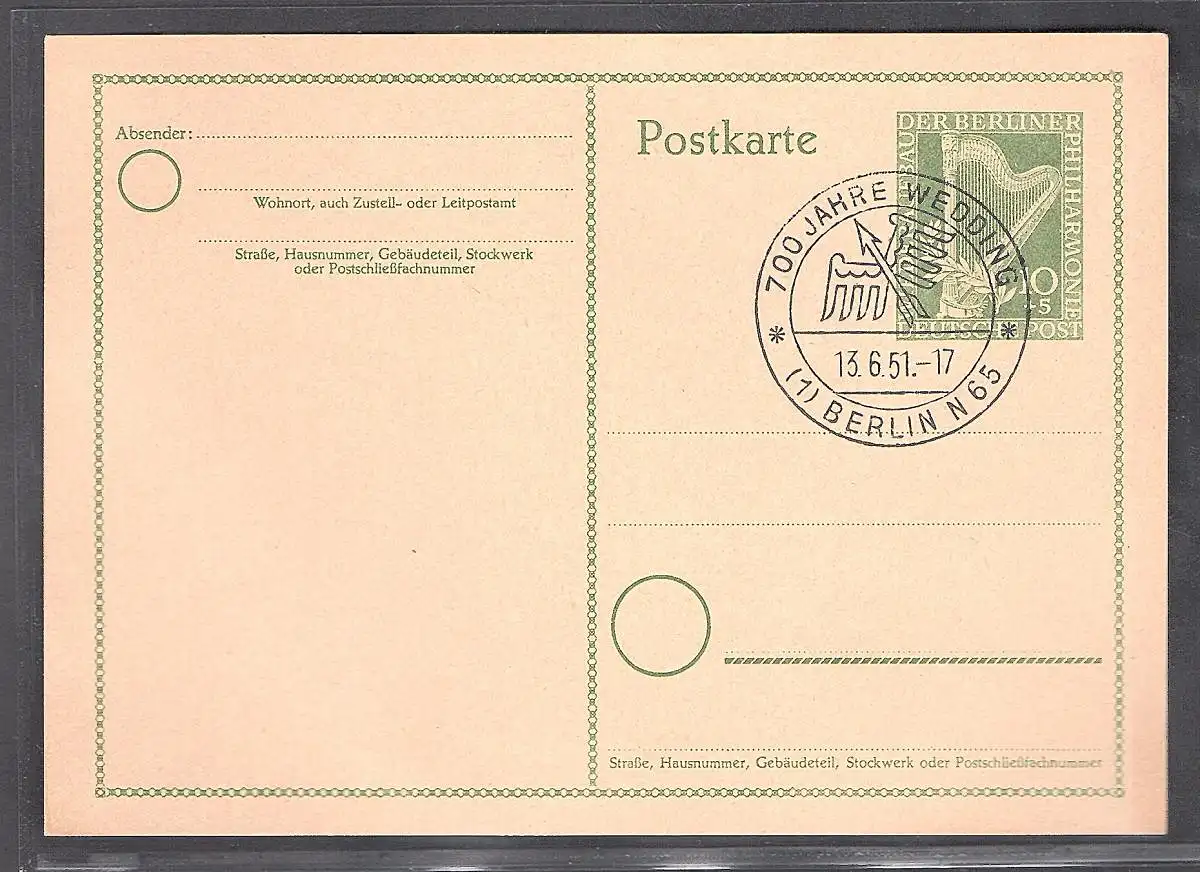 Absender:
Wohnort, auch Zustell- oder Leitpostamt
Straße, Hausnummer, Gebäudeteil, Stockwerk
oder Postschließfachnummer
Postkarte
DER BERLINER
PHILHARMONIE
DEUTSCHE POST
700 JAHRE WEDDING
13.6.51.-17
* (1) BERLIN N 65 *
Straße, Hausnummer, Gebäudeteil, Stockwerk oder Postschließfachnummer